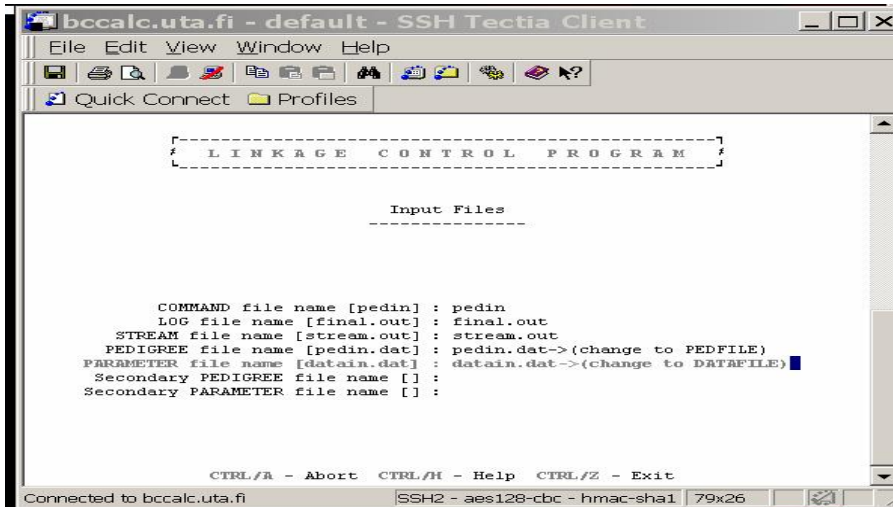 bccalc.uta.fi - default - SSH Tectia Client
File Edit View Window Help
Quick Connect Profiles
LINKAGE CONTROL PROGRAM
Input Files
COMMAND file name [pedin] : pedin
LOG file name [final.out] : final.out
STREAM file name [stream.out] : stream.out
PEDIGREE file name [pedin.dat] : pedin.dat->(change to PEDFILE)
PARAMETER file name [datain.dat] : datain.dat->(change to DATAFILE)
Secondary PEDIGREE file name [] :
Secondary PARAMETER file name [] :
CTRL/A - Abort CTRL/H - Help CTRL/Z - Exit
Connected to bccalc.uta.fi SSH2 - aes128-cbc - hmac-sha1 79x26